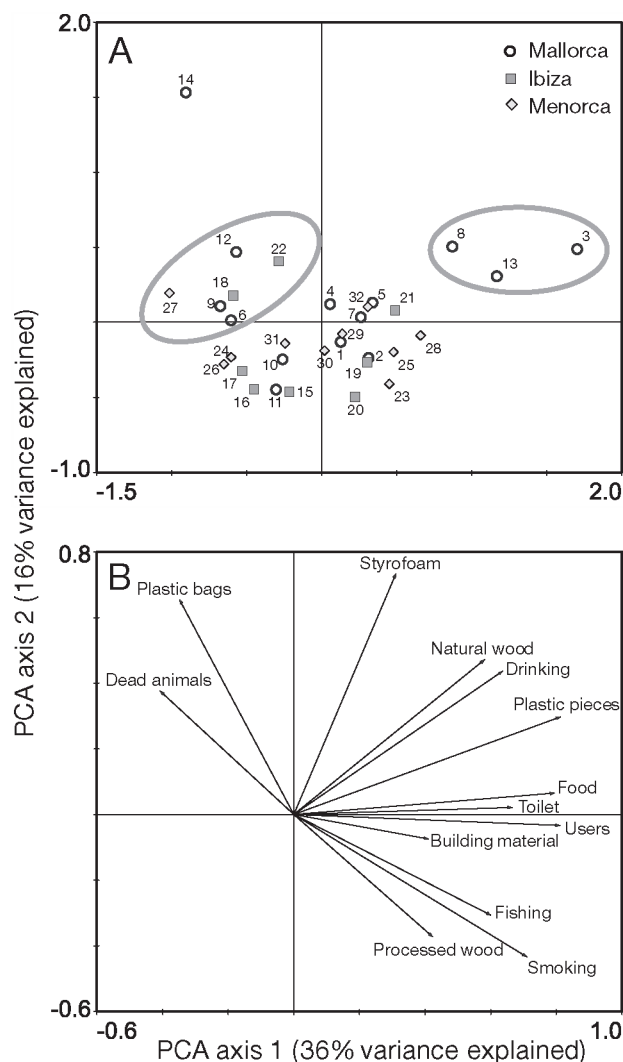 2.0
A
Mallorca
Ibiza
Menorca
14
8
3
13
12
22
18
27
9
6
4
32
5
7
21
31
29
24
10
1
2
28
26
30
19
25
17
16
11
15
20
23
-1.0
-1.5
2.0
PCA axis 2 (16% variance explained)
0.8
B
Styrofoam
Plastic bags
Natural wood
Drinking
Dead animals
Plastic pieces
Food
Toilet
Users
Building material
Fishing
Processed wood
Smoking
-0.6
-0.6
1.0
PCA axis 1 (36% variance explained)